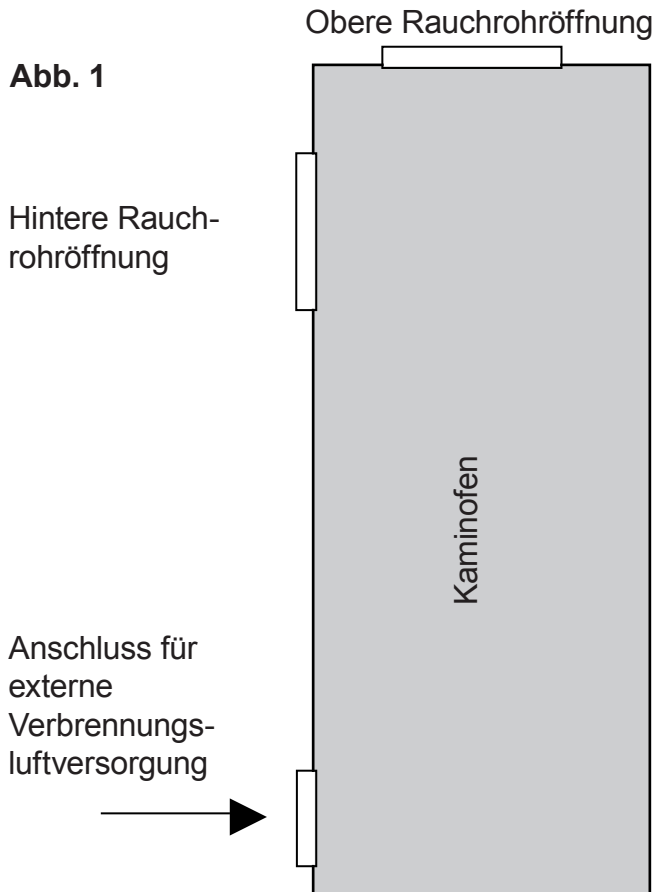 Obere Rauchrohröffnung
Abb. 1
Hintere Rauch-
rohröffnung
Kaminofen
Anschluss für
externe
Verbrennungs-
luftversorgung